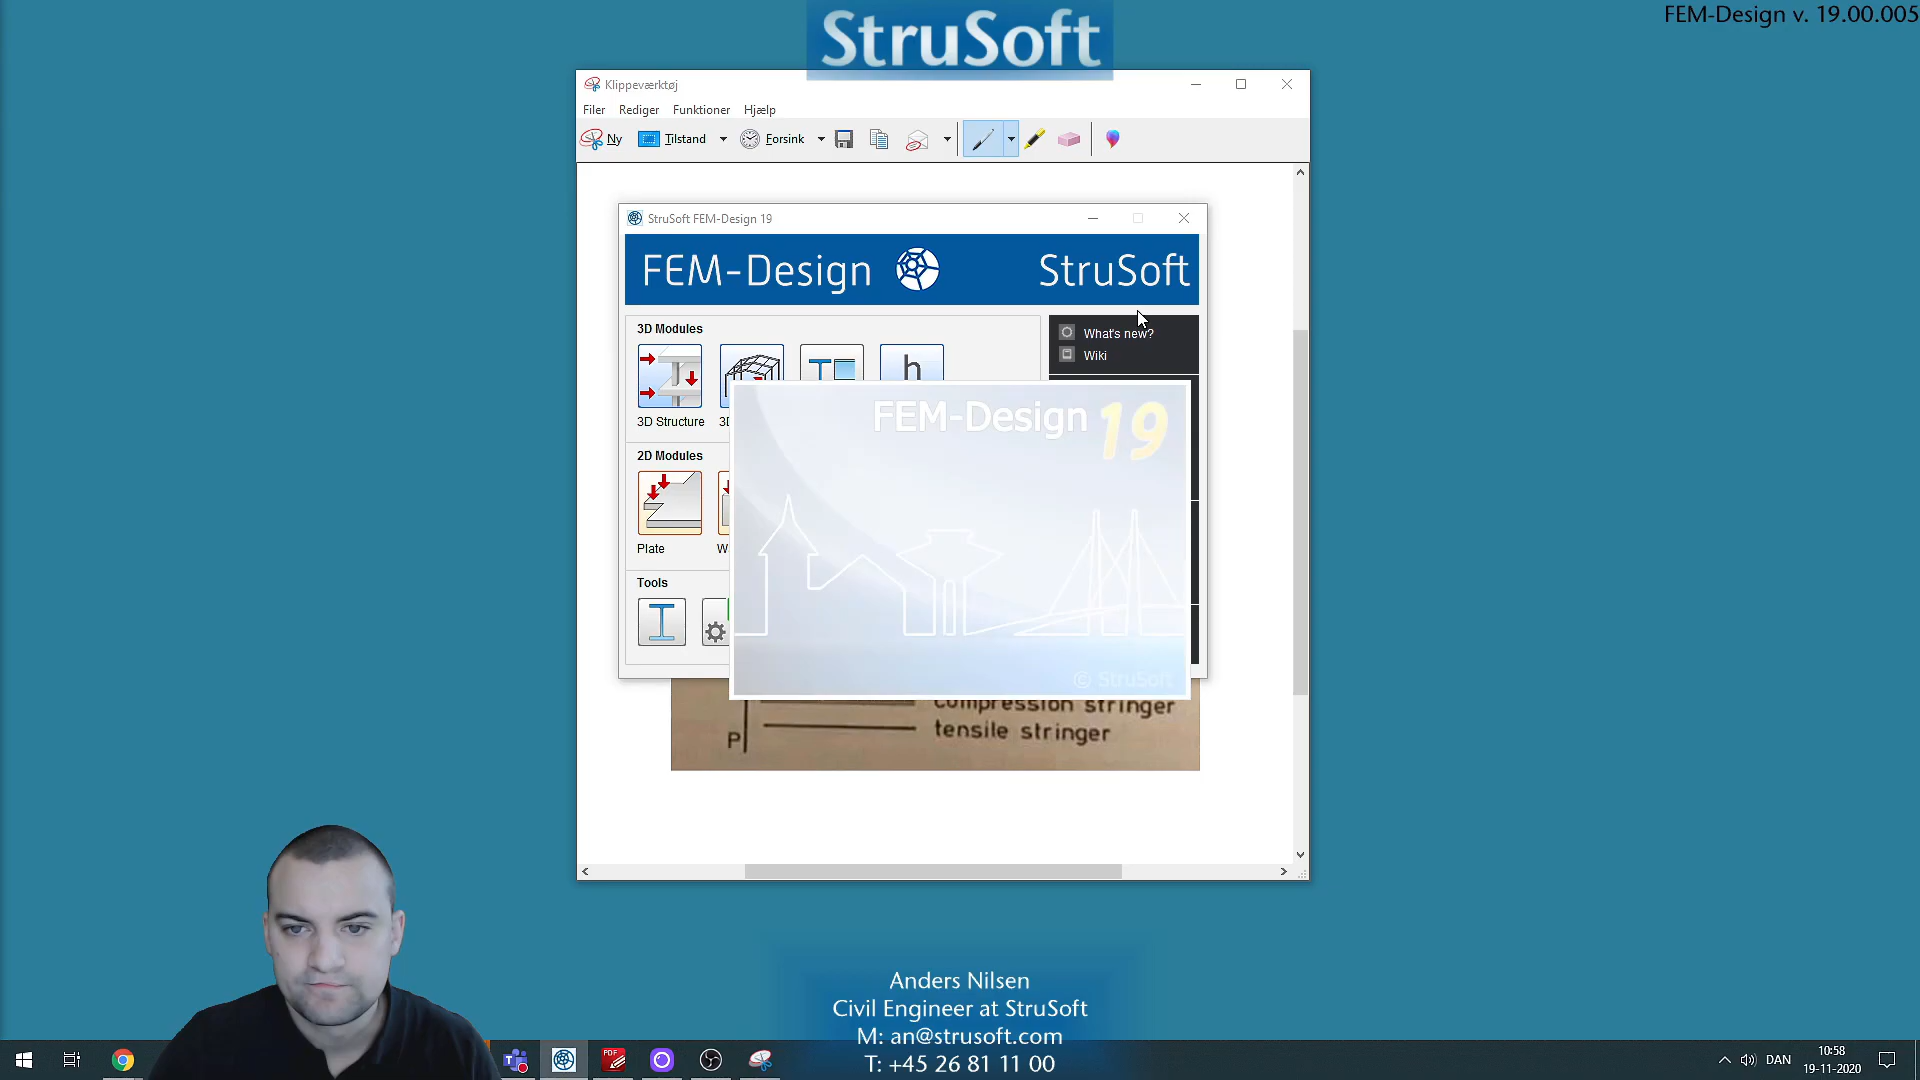 StruSoft
FEM-Design v. 19.00.005
Klippeværktøj
Filer Rediger Funktioner Hjælp
Ny Tilstand Forsink
StruSoft FEM-Design 19
FEM-Design StruSoft
3D Modules
h
What's new?
Wiki
3D Structure
2D Modules
Plate
Tools
FEM-Design 19
© StruSoft
compression stringer
tensile stringer
P
Anders Nilsen
Civil Engineer at StruSoft
M: an@strusoft.com
T: +45 26 81 11 00
PDF
DAN
10:58
19-11-2020